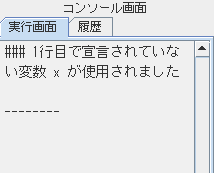 コンソール画面
実行画面 履歴
### 1行目で宣言されていな
い変数 x が使用されました
--------